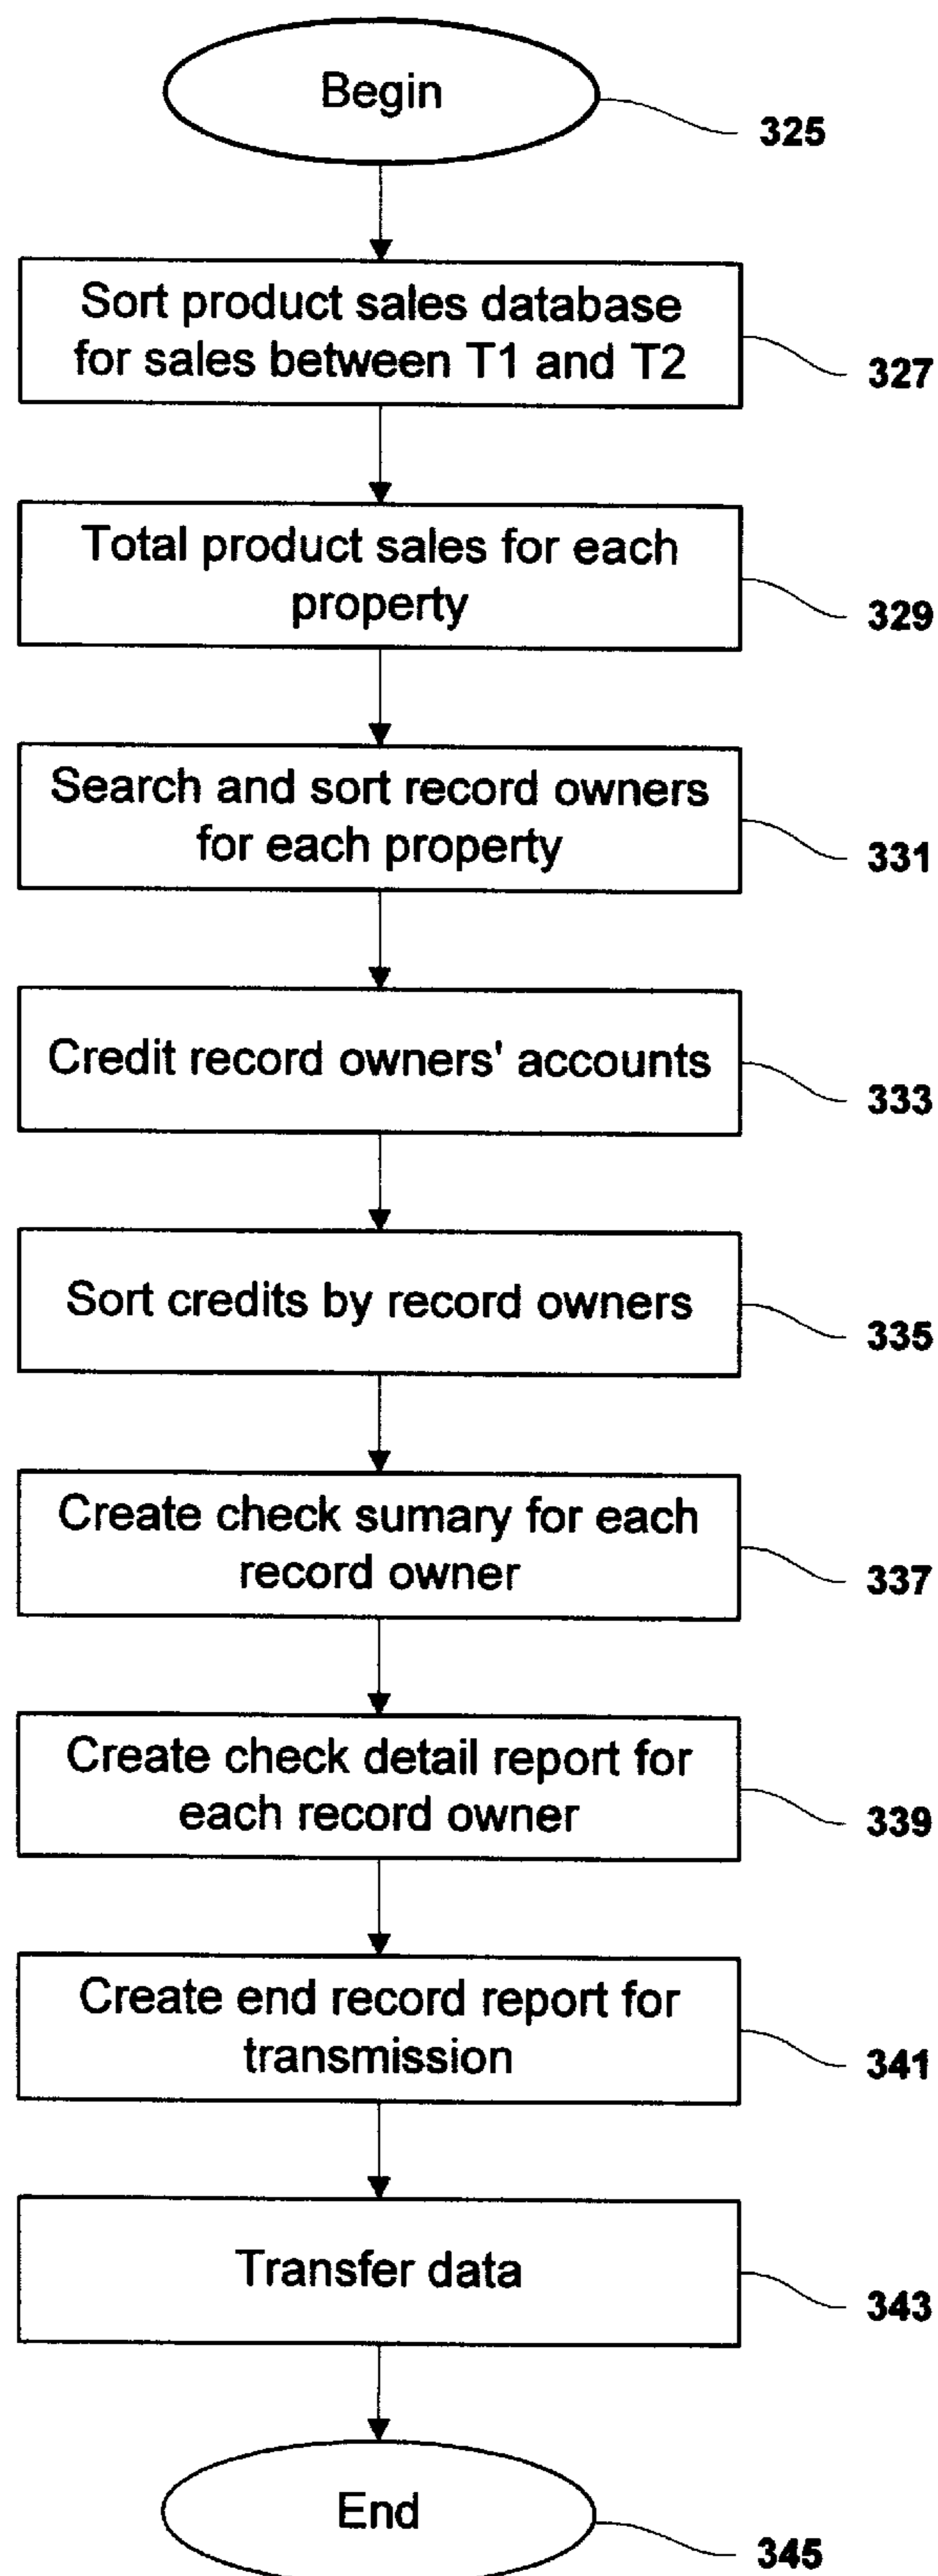 Begin
325
Sort product sales database
for sales between T1 and T2
327
Total product sales for each
property
329
Search and sort record owners
for each property
331
Credit record owners' accounts
333
Sort credits by record owners
335
Create check sumary for each
record owner
337
Create check detail report for
each record owner
339
Create end record report for
transmission
341
Transfer data
343
End
345